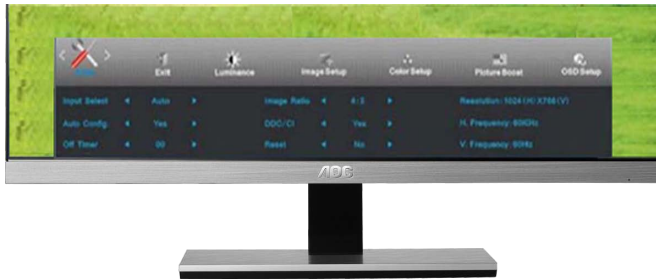 Extra Exit Luminance Image Setup Color Setup Picture Boost OSD Setup
Input Select Auto Image Ratio 4:3 Resolution: 1024 (H) X768 (V)
Auto Config. Yes DDC/CI Yes H. Frequency: 60KHz
Off Timer 00 Reset No V. Frequency: 60Hz
AOC